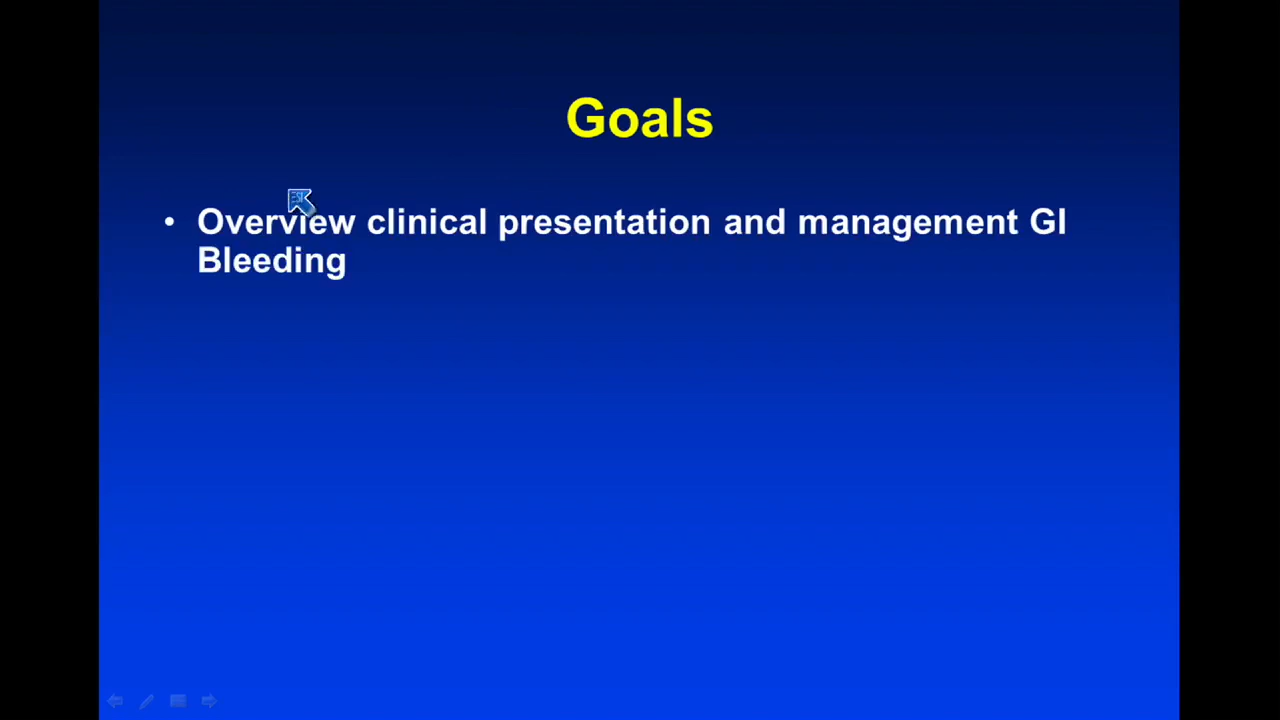 Goals
• Overview clinical presentation and management GI
Bleeding